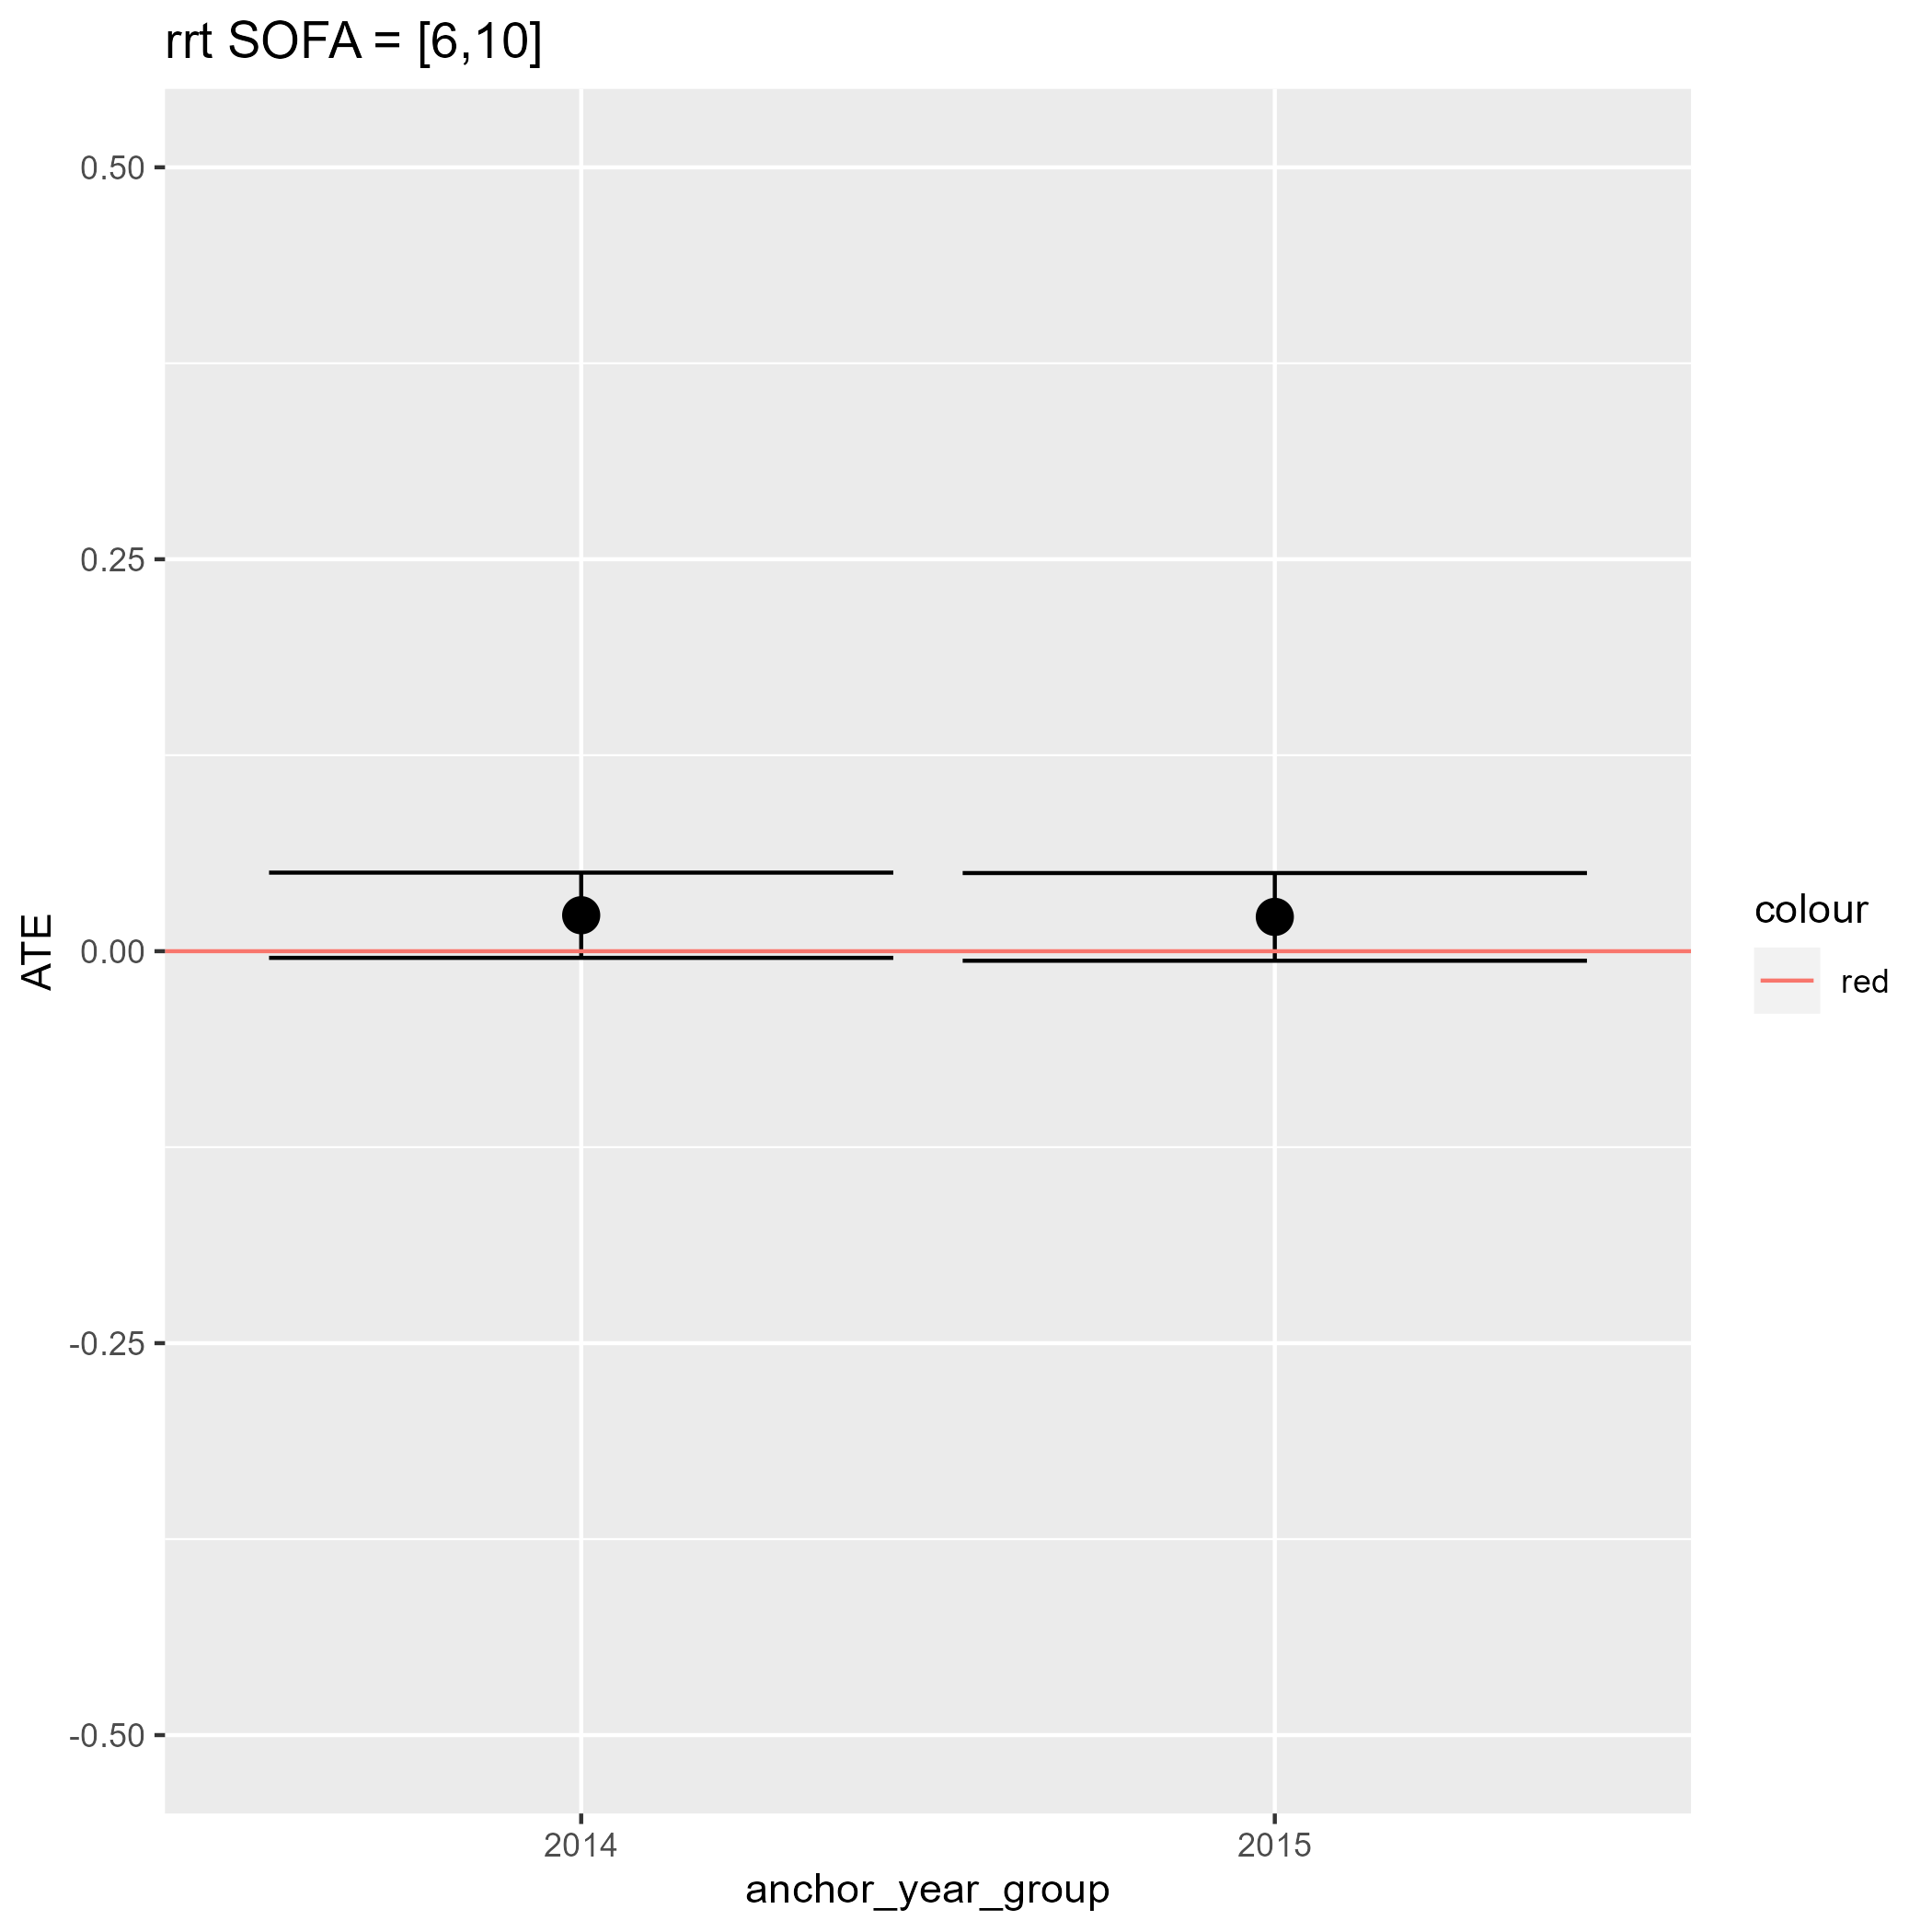 rrt SOFA = [6,10]
0.50
0.25
0.00
-0.25
-0.50
ATE
2014
2015
anchor_year_group
colour
red